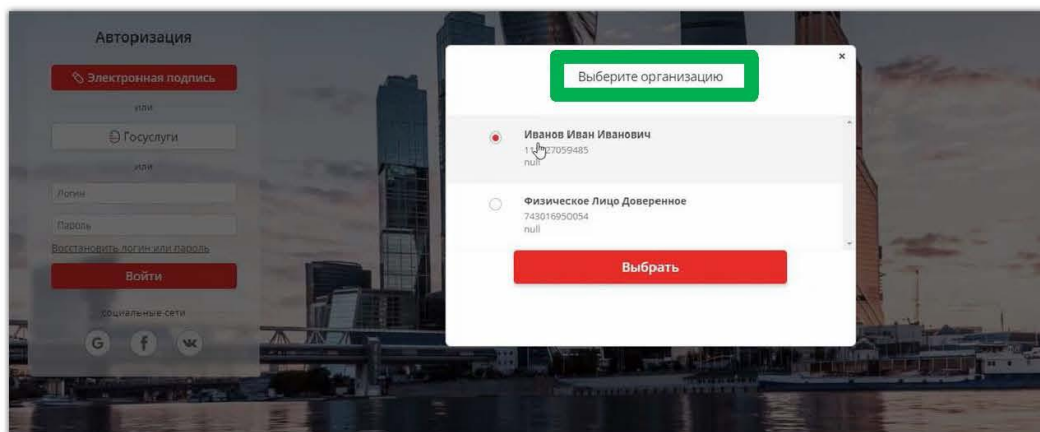 Авторизация
Электронная подпись
или
Госуслуги
или
Логин
Пароль
Восстановить логин или пароль
Войти
социальные сети
G f
Выберите организацию
×
Иванов Иван Иванович
null
Физическое Лицо Доверенное
743016950054
null
Выбрать